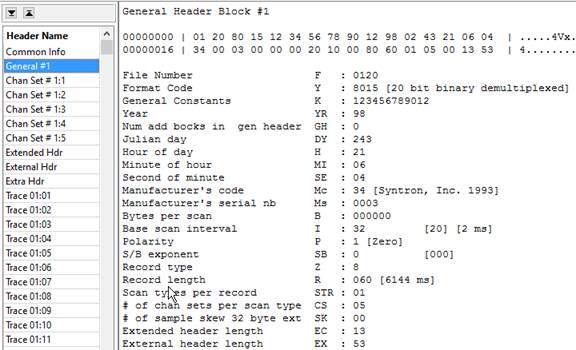 General Header Block #1
00000000 | 01 20 80 15 12 34 56 78 90 12 98 02 43 21 06 04 | .....4Vx.
00000016 | 34 00 03 00 00 00 20 10 00 80 60 01 05 00 13 53 | 4........
Header Name
Common Info
General #1
Chan Set # 1:1
Chan Set # 1:2
Chan Set # 1:3
Chan Set # 1:4
Chan Set # 1:5
Extended Hdr
External Hdr
Extra Hdr
Trace 01:01
Trace 01:02
Trace 01:03
Trace 01:04
Trace 01:05
Trace 01:06
Trace 01:07
Trace 01:08
Trace 01:09
Trace 01:10
Trace 01:11
File Number F : 0120
Format Code Y : 8015 [20 bit binary demultiplexed]
General Constants K : 123456789012
Year YR : 98
Num add bocks in gen header GH : 0
Julian day DY : 243
Hour of day H : 21
Minute of hour MI : 06
Second of minute SE : 04
Manufacturer's code Mc : 34 [Syntron, Inc. 1993]
Manufacturer's serial nb Ms : 0003
Bytes per scan B : 000000
Base scan interval I : 32 [20] [2 ms]
Polarity P : 1 [Zero]
S/B exponent SB : 0 [000]
Record type Z : 8
Record length R : 060 [6144 ms]
Scan types per record STR : 01
# of chan sets per scan type CS : 05
# of sample skew 32 byte ext SK : 00
Extended header length EC : 13
External header length EX : 53